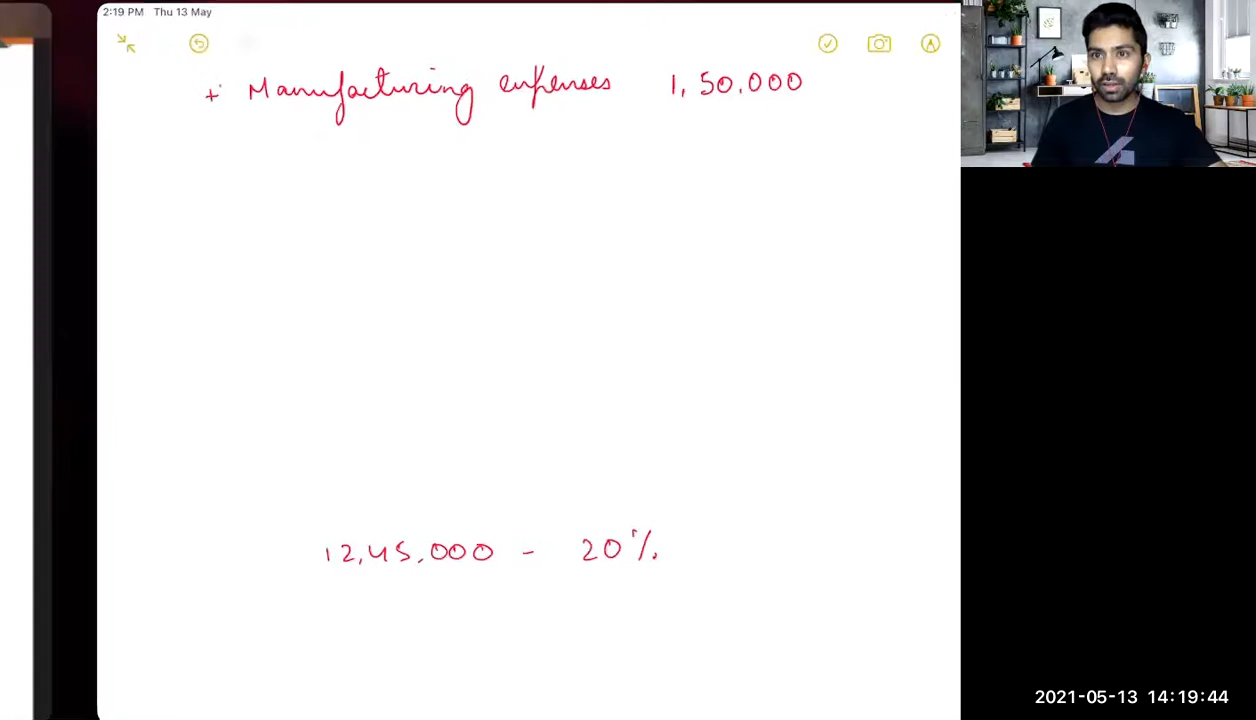 2:19 PM Thu 13 May
+ Manufacturing expenses 1,50,000
12,45,000 - 20%
2021-05-13 14:19:44